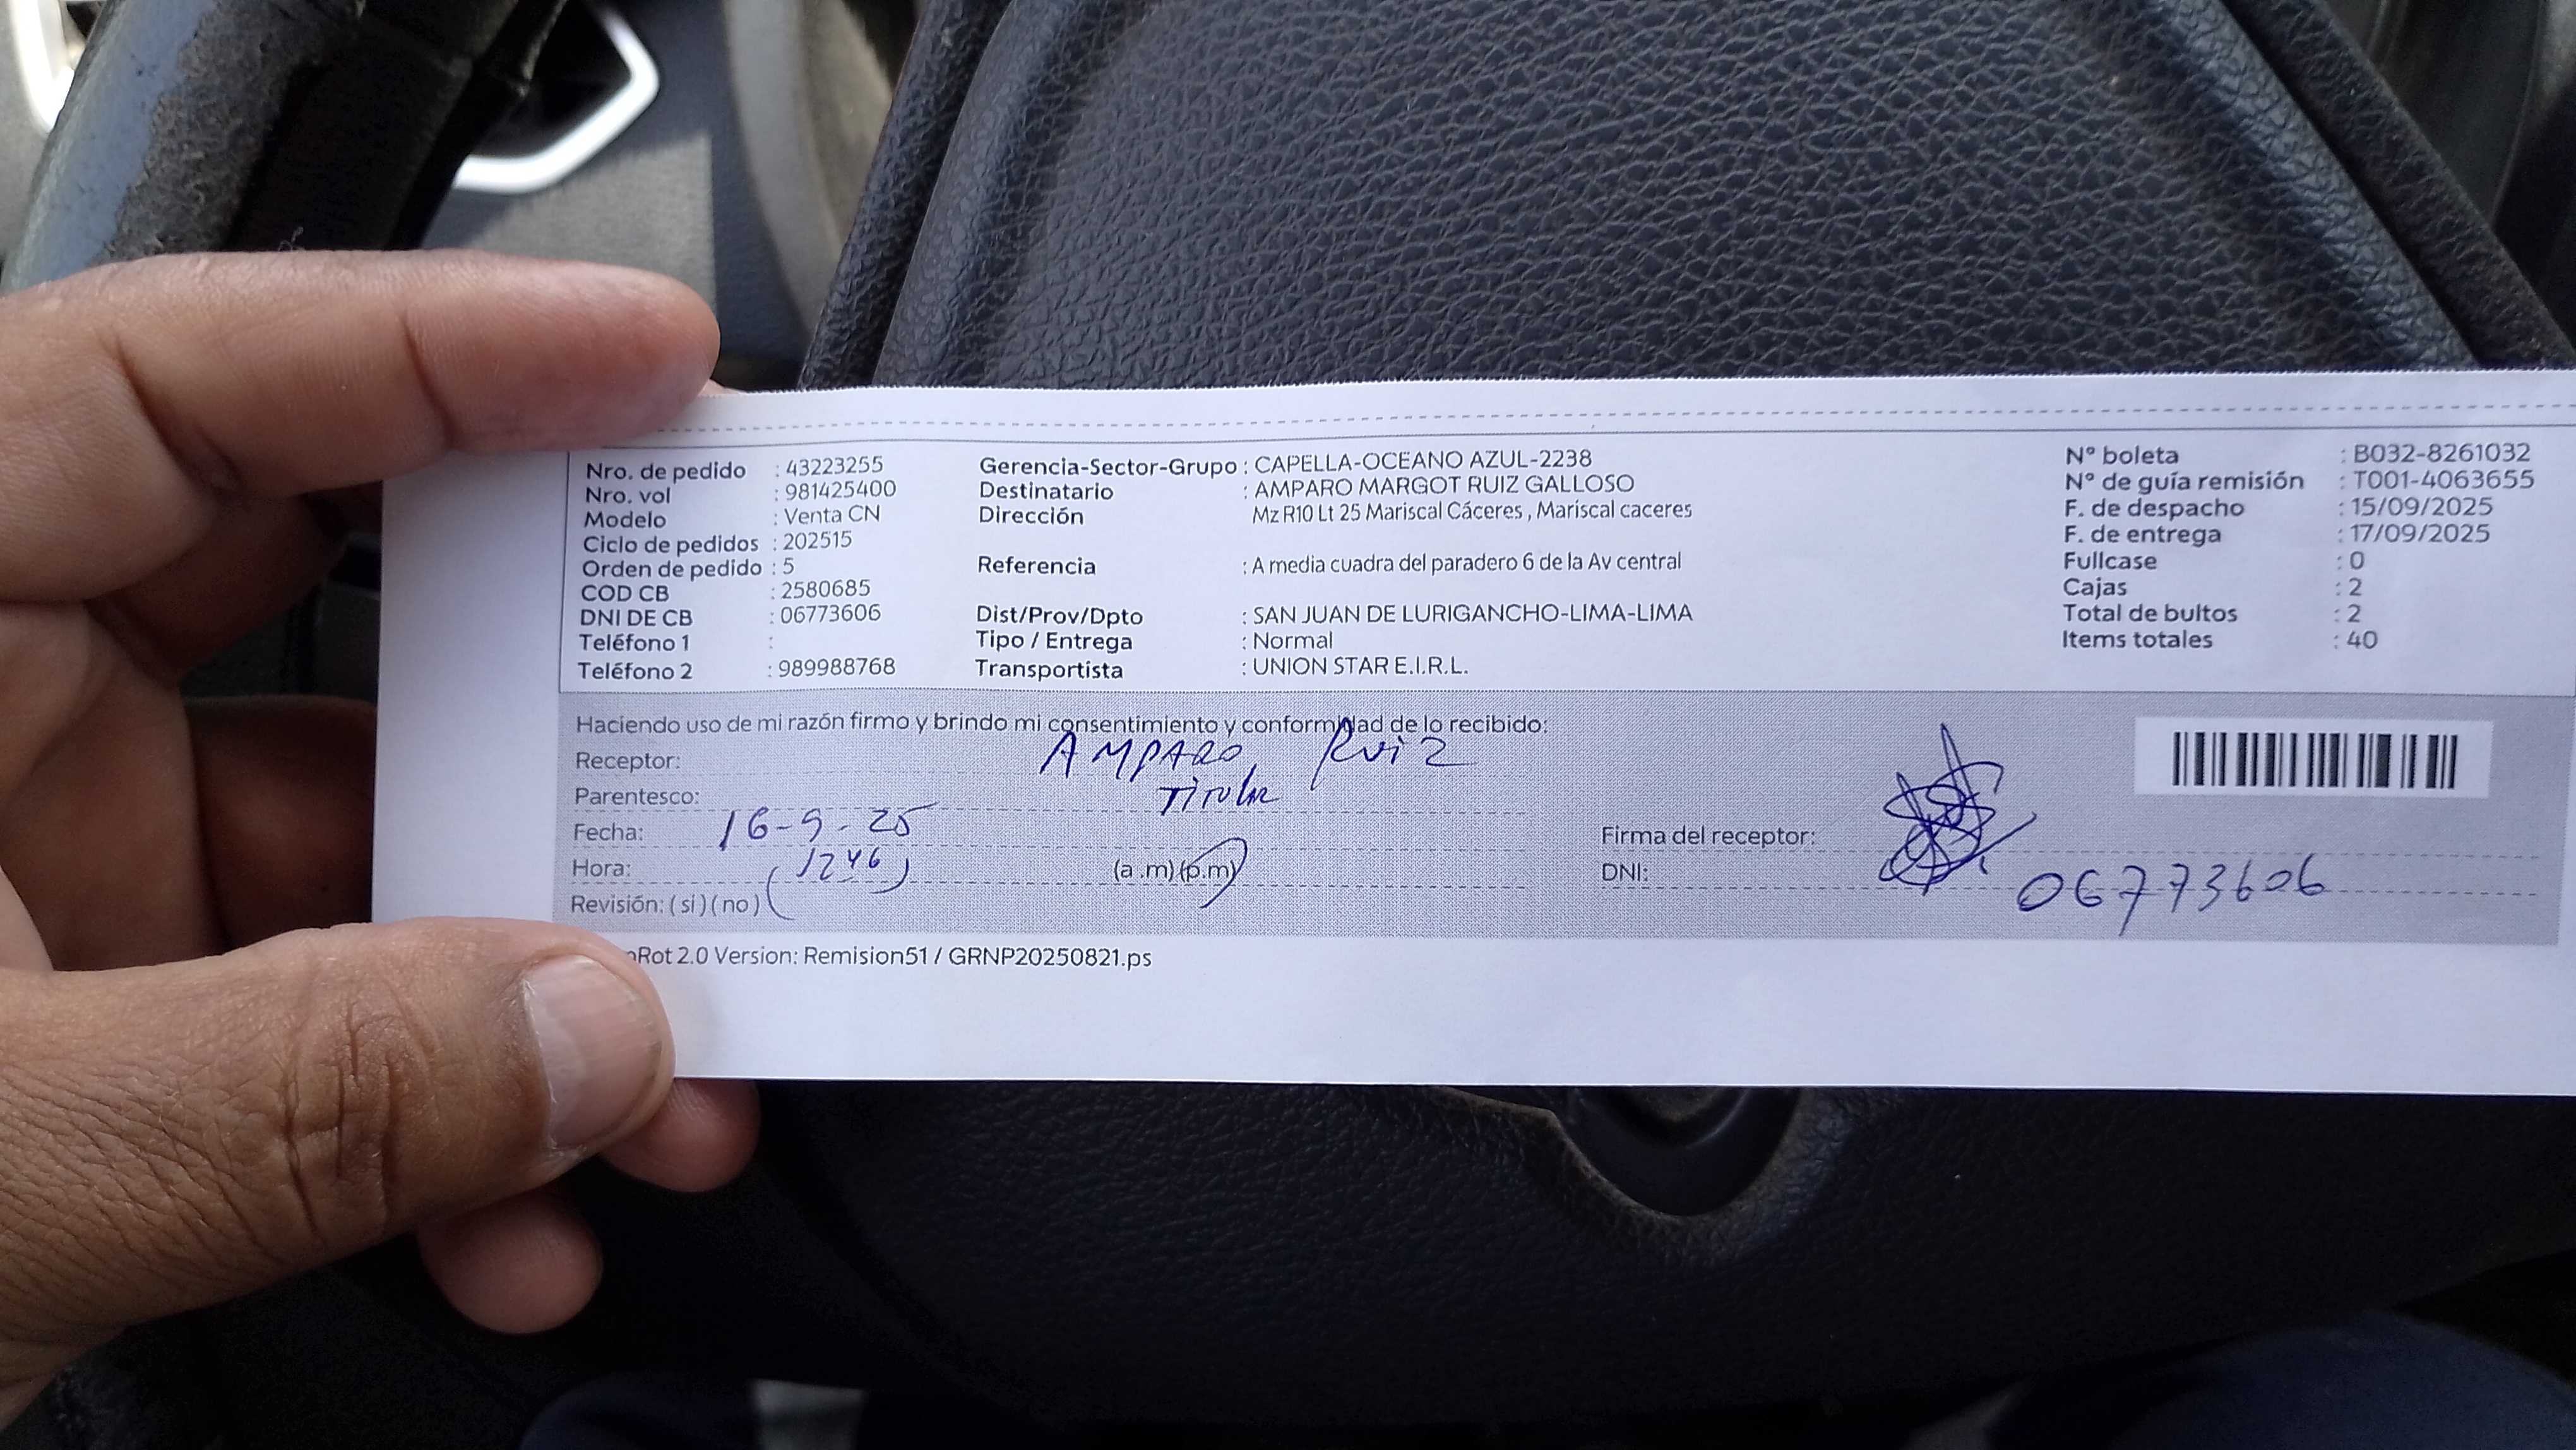 Nro. de pedido : 43223255
Nro. vol : 981425400
Modelo : Venta CN
Ciclo de pedidos : 202515
Orden de pedido : 5
COD CB : 2580685
DNI DE CB : 06773606
Teléfono 1 :
Teléfono 2 : 989988768
Gerencia-Sector-Grupo : CAPELLA-OCEANO AZUL-2238
Destinatario : AMPARO MARGOT RUIZ GALLOSO
Dirección Mz R10 Lt 25 Mariscal Cáceres , Mariscal caceres
Referencia : A media cuadra del paradero 6 de la Av central
Dist/Prov/Dpto : SAN JUAN DE LURIGANCHO-LIMA-LIMA
Tipo / Entrega : Normal
Transportista : UNION STAR E.I.R.L.
N° boleta : B032-8261032
N° de guía remisión : T001-4063655
F. de despacho : 15/09/2025
F. de entrega : 17/09/2025
Fullcase : 0
Cajas : 2
Total de bultos : 2
Items totales : 40
Haciendo uso de mi razón firmo y brindo mi consentimiento y conformidad de lo recibido:
Receptor: AMPARO RUIZ
Parentesco: Titular
Fecha: 16-9-25
Hora: 1246 (a .m) (p.m)
Revisión: ( si ) ( no )
Firma del receptor:
DNI: 06773606
Rot 2.0 Version: Remision51 / GRNP20250821.ps